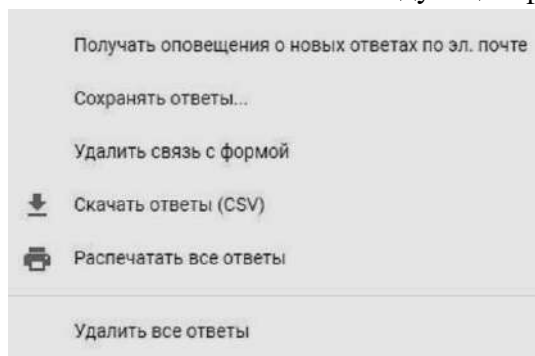 Получать оповещения о новых ответах по эл. почте
Сохранять ответы...
Удалить связь с формой
Скачать ответы (CSV)
Распечатать все ответы
Удалить все ответы